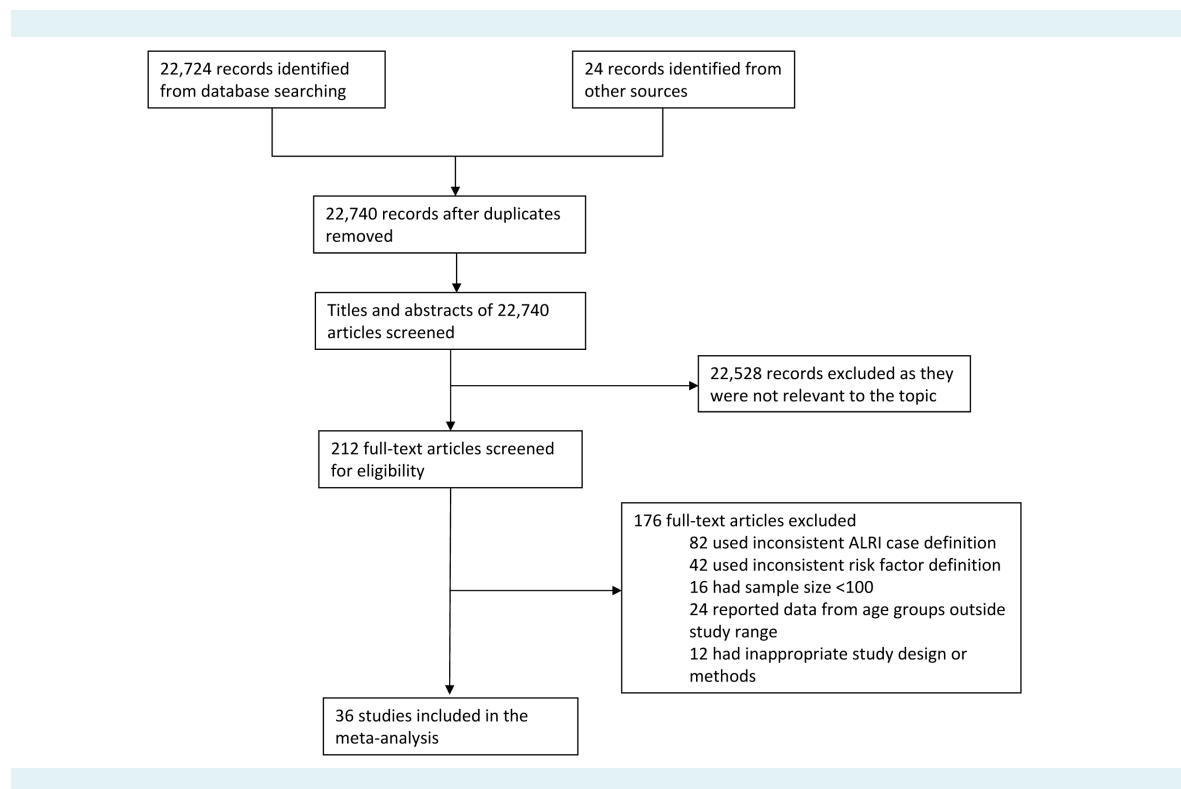 22,724 records identified
from database searching
24 records identified from
other sources
22,740 records after duplicates
removed
Titles and abstracts of 22,740
articles screened
22,528 records excluded as they
were not relevant to the topic
212 full-text articles screened
for eligibility
176 full-text articles excluded
82 used inconsistent ALRI case definition
42 used inconsistent risk factor definition
16 had sample size <100
24 reported data from age groups outside
study range
12 had inappropriate study design or
methods
36 studies included in the
meta-analysis